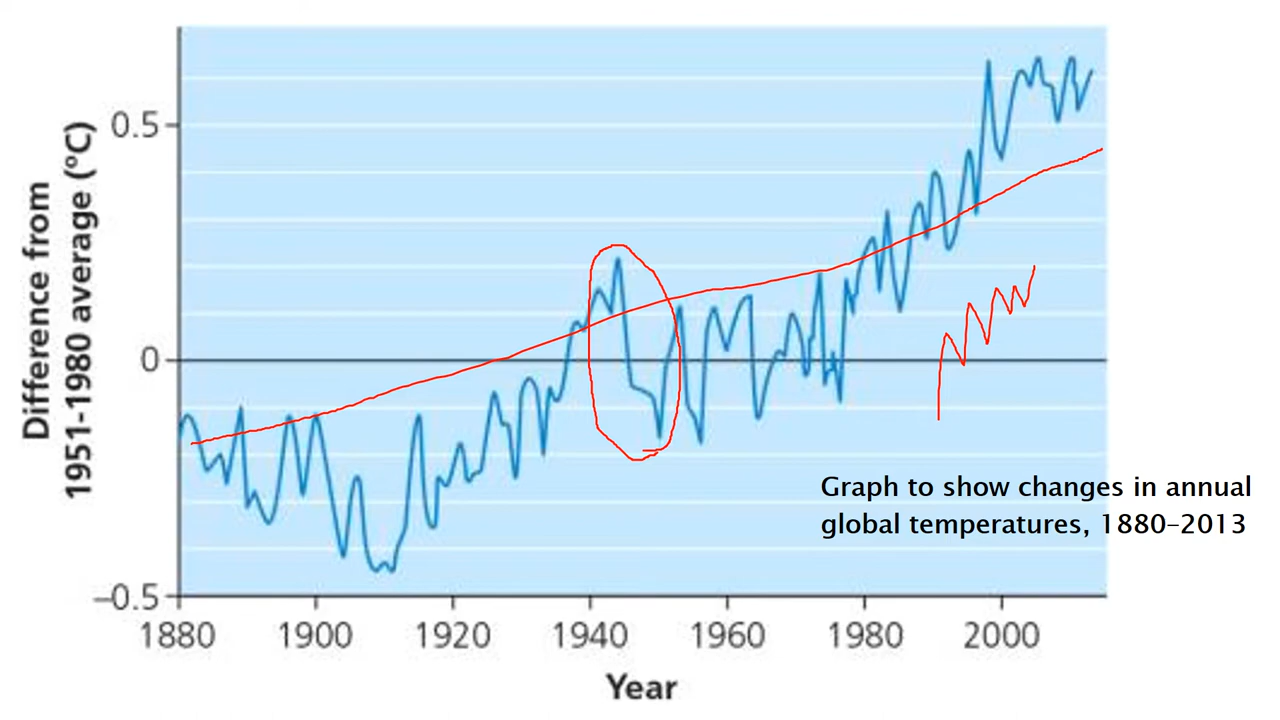 Difference from
1951-1980 average (ºC)
0.5
0
–0.5
1880
1900
1920
1940
1960
1980
2000
Year
Graph to show changes in annual
global temperatures, 1880–2013